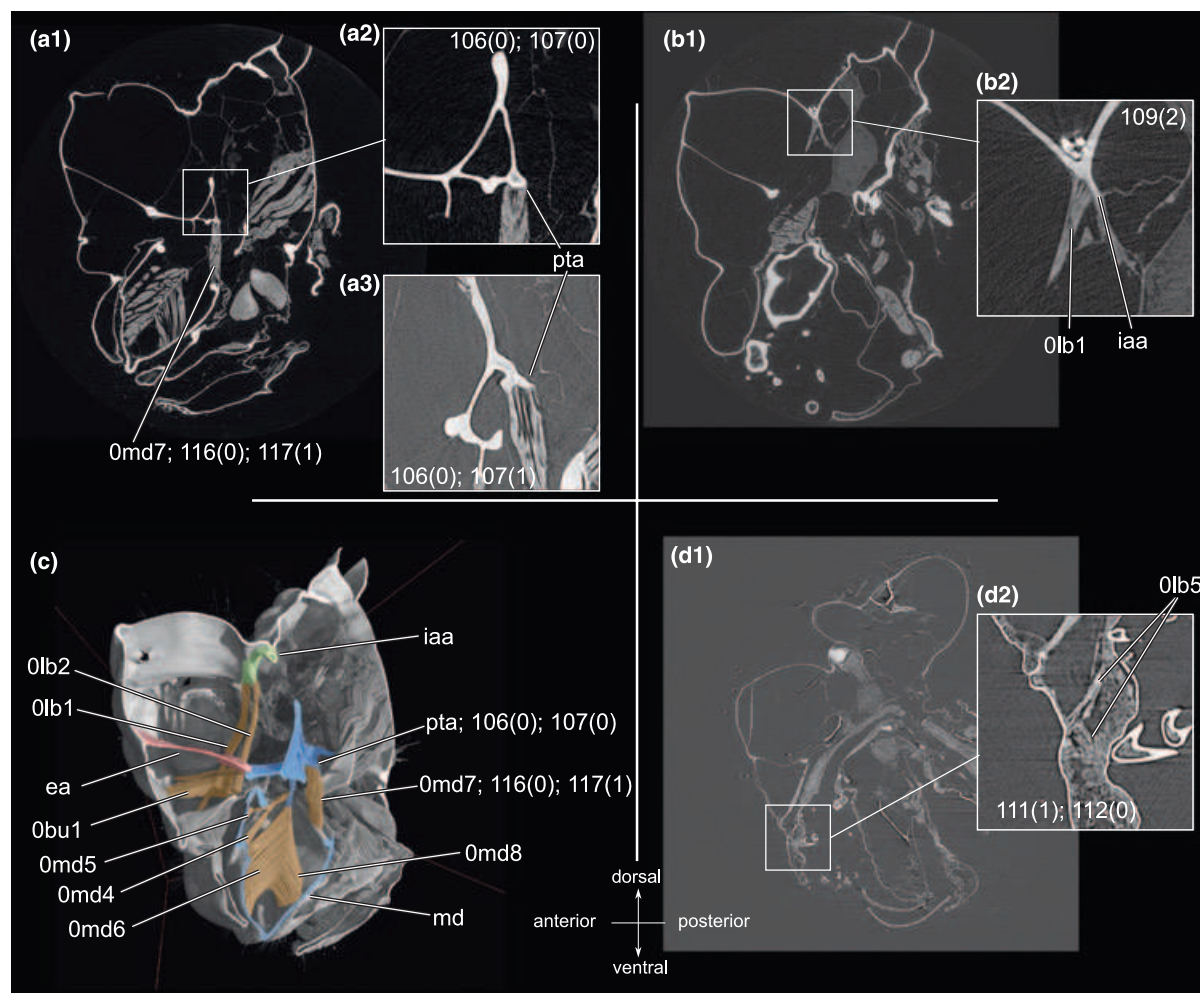 (a1)
(a2)
106(0); 107(0)
pta
(a3)
106(0); 107(1)
0md7; 116(0); 117(1)
(b1)
(b2)
109(2)
0lb1
iaa
(c)
iaa
0lb2
0lb1
pta; 106(0); 107(0)
ea
0md7; 116(0); 117(1)
0bu1
0md5
0md8
0md4
md
0md6
dorsal
anterior
posterior
ventral
(d1)
0lb5
(d2)
111(1); 112(0)